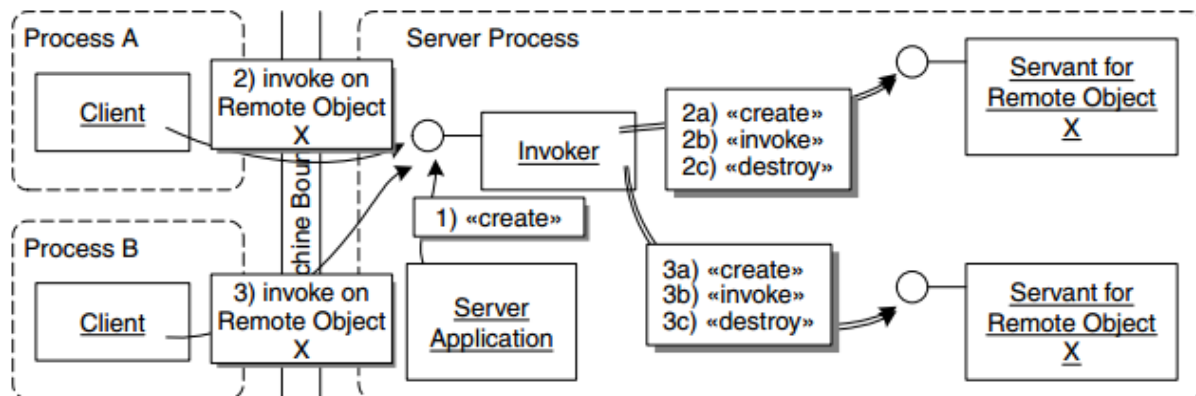 Process A
Client
2) invoke on
Remote Object
X
Server Process
Invoker
2a) «create»
2b) «invoke»
2c) «destroy»
Servant for
Remote Object
X
1) «create»
Process B
Client
3) invoke on
Remote Object
X
Server
Application
3a) «create»
3b) «invoke»
3c) «destroy»
Servant for
Remote Object
X